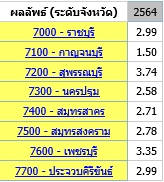 ผลลัพธ์ (ระดับจังหวัด) 2564
7000 - ราชบุรี 2.99
7100 - กาญจนบุรี 1.50
7200 - สุพรรณบุรี 3.74
7300 - นครปฐม 2.58
7400 - สมุทรสาคร 2.71
7500 - สมุทรสงคราม 2.78
7600 - เพชรบุรี 3.35
7700 - ประจวบคีรีขันธ์ 2.99